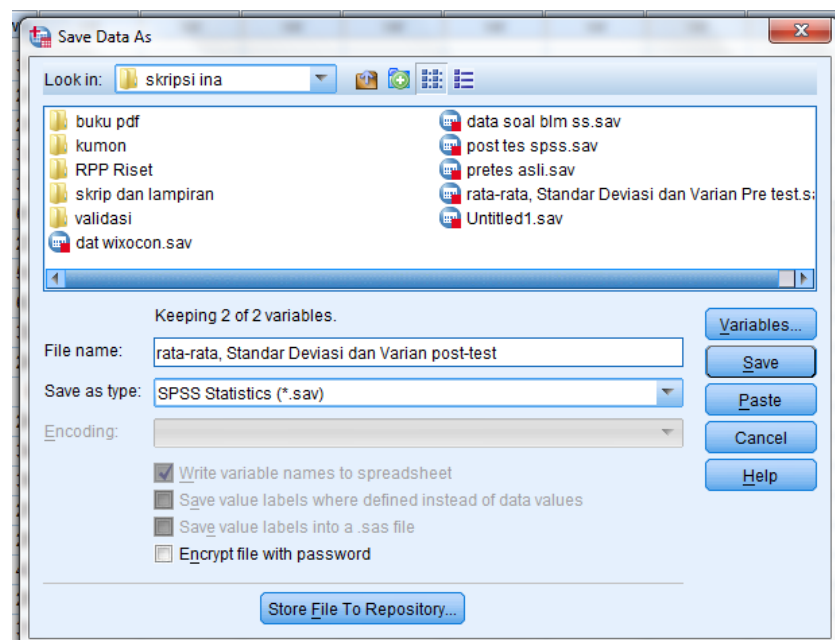 Save Data As
Look in: skripsi ina
buku pdf
kumon
RPP Riset
skrip dan lampiran
validasi
dat wixocon.sav
data soal blm ss.sav
post tes spss.sav
pretes asli.sav
rata-rata, Standar Deviasi dan Varian Pre test.s
Untitled1.sav
Keeping 2 of 2 variables.
File name: rata-rata, Standar Deviasi dan Varian post-test
Save as type: SPSS Statistics (*.sav)
Encoding:
Write variable names to spreadsheet
Save value labels where defined instead of data values
Save value labels into a .sas file
Encrypt file with password
Store File To Repository...
Variables...
Save
Paste
Cancel
Help